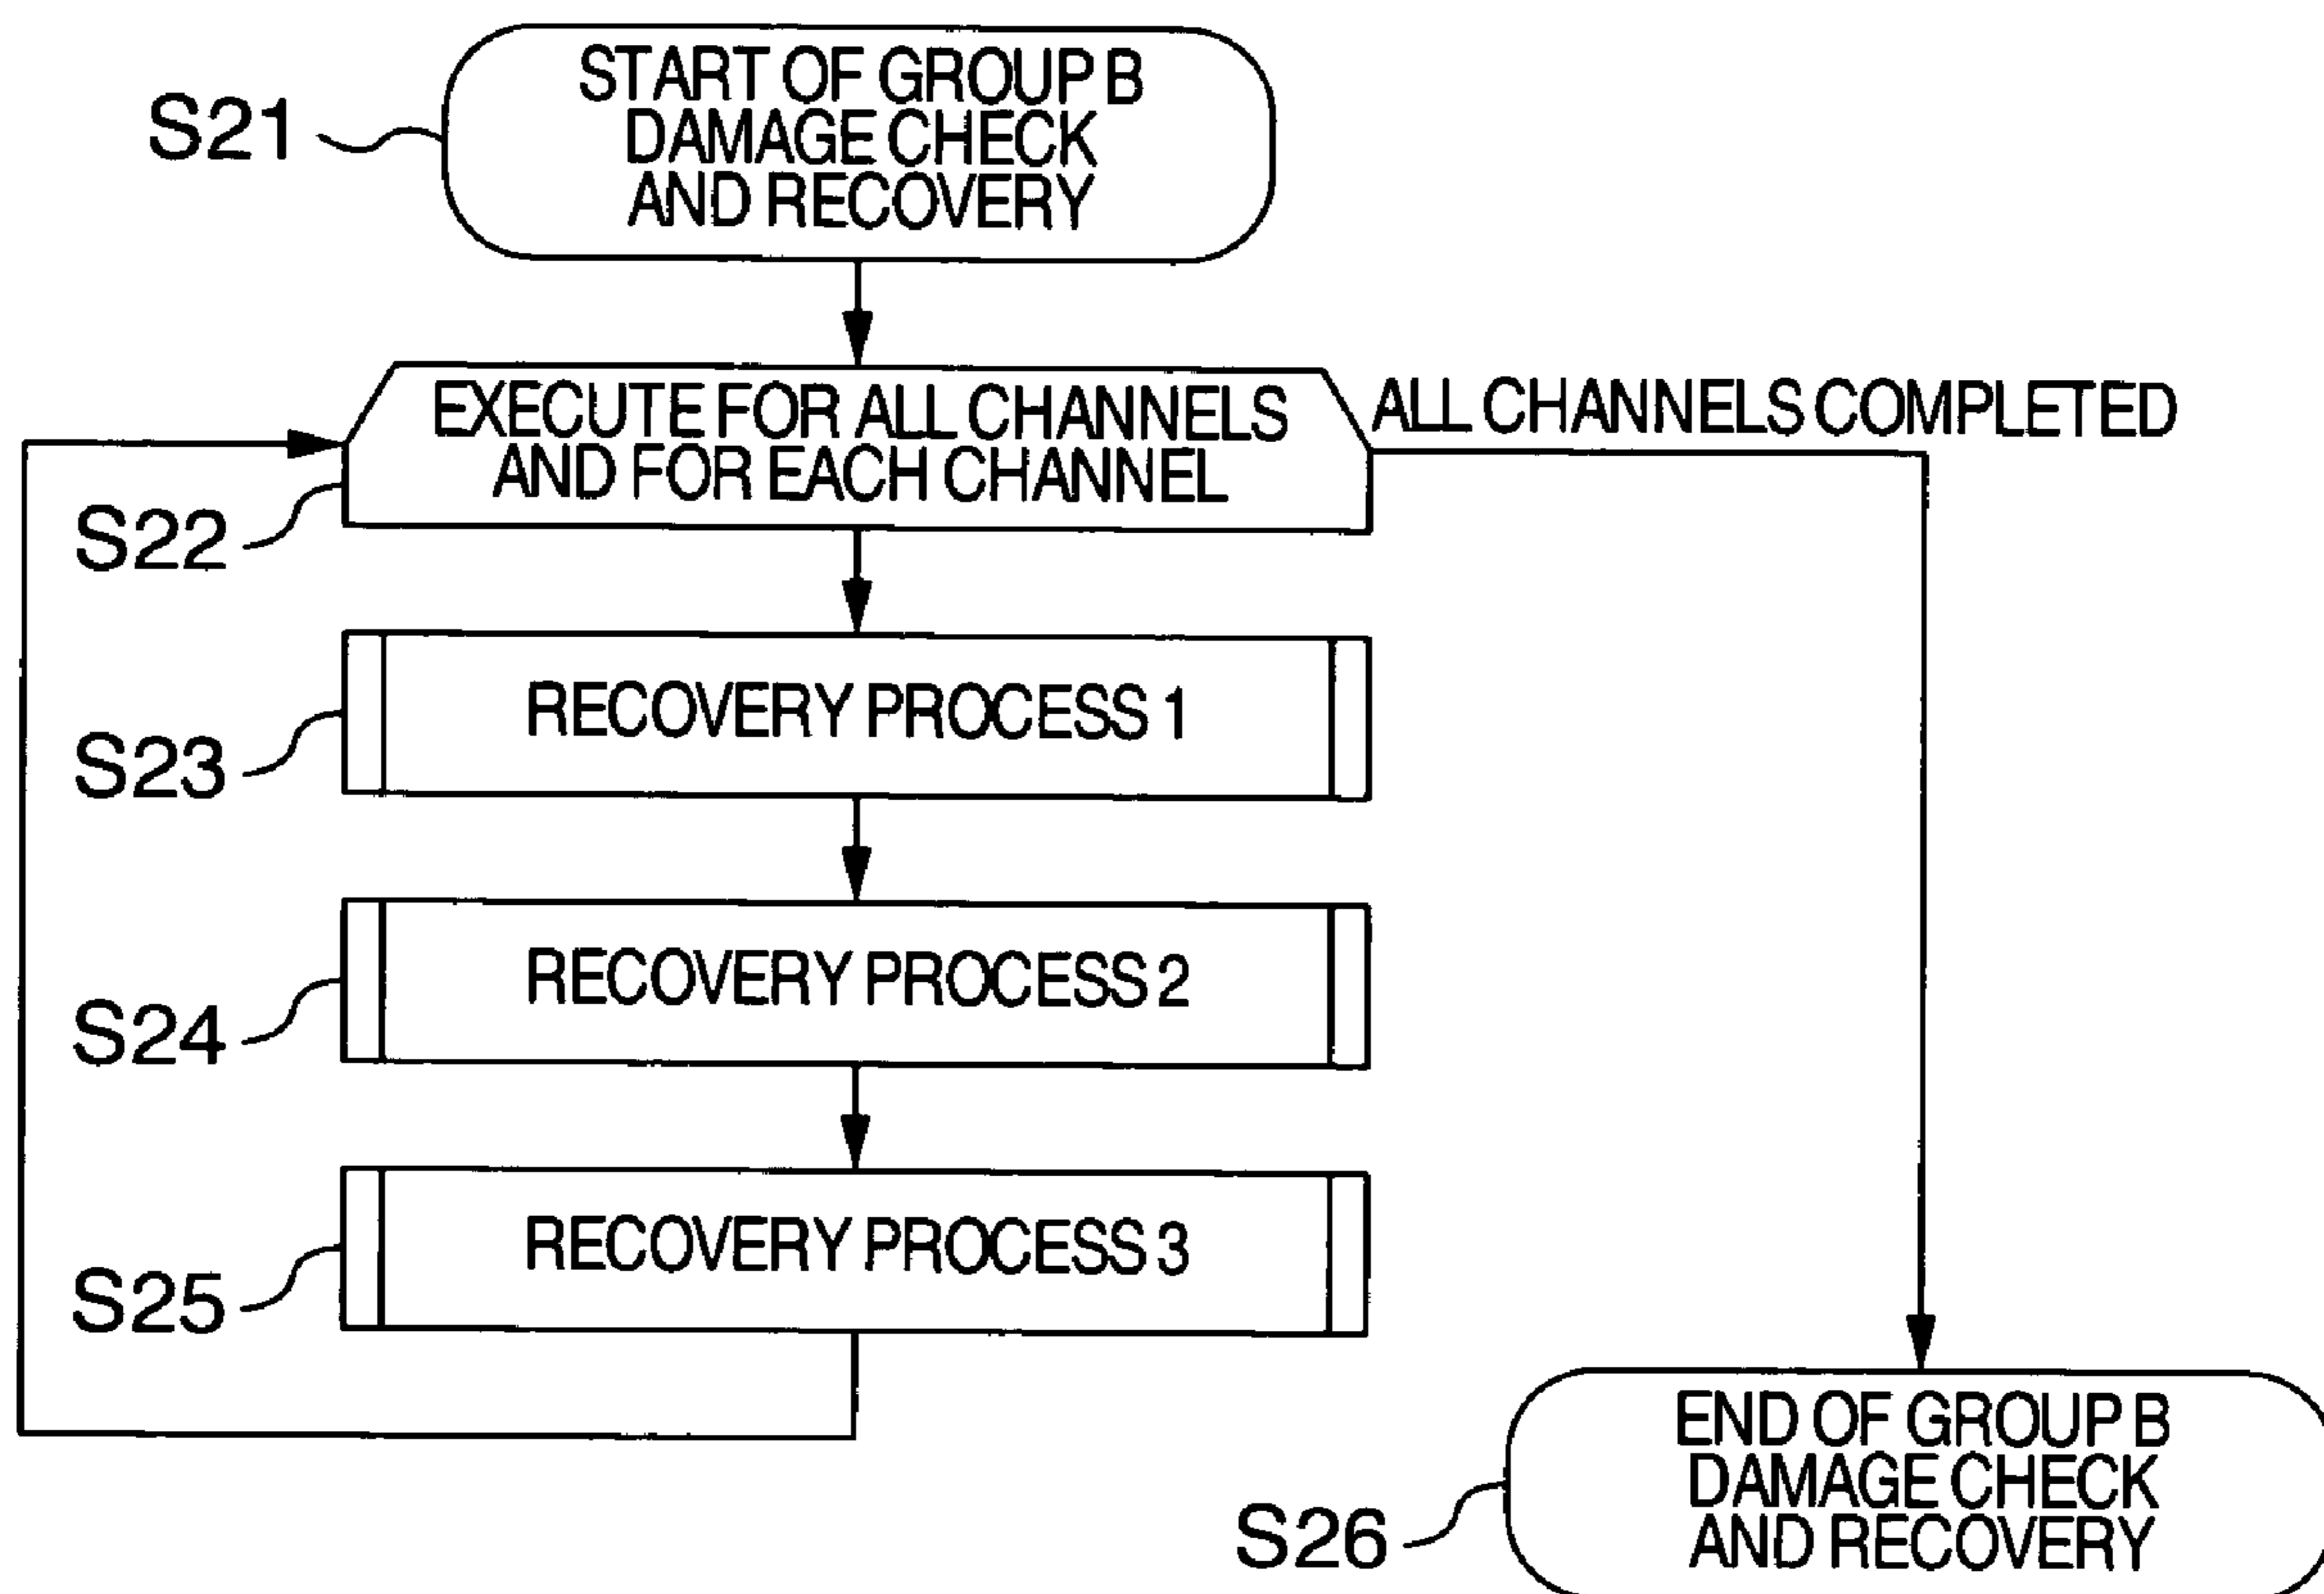 START OF GROUP B
DAMAGE CHECK
AND RECOVERY
S21
EXECUTE FOR ALL CHANNELS
AND FOR EACH CHANNEL
ALL CHANNELS COMPLETED
S22
RECOVERY PROCESS 1
S23
RECOVERY PROCESS 2
S24
RECOVERY PROCESS 3
S25
END OF GROUP B
DAMAGE CHECK
AND RECOVERY
S26